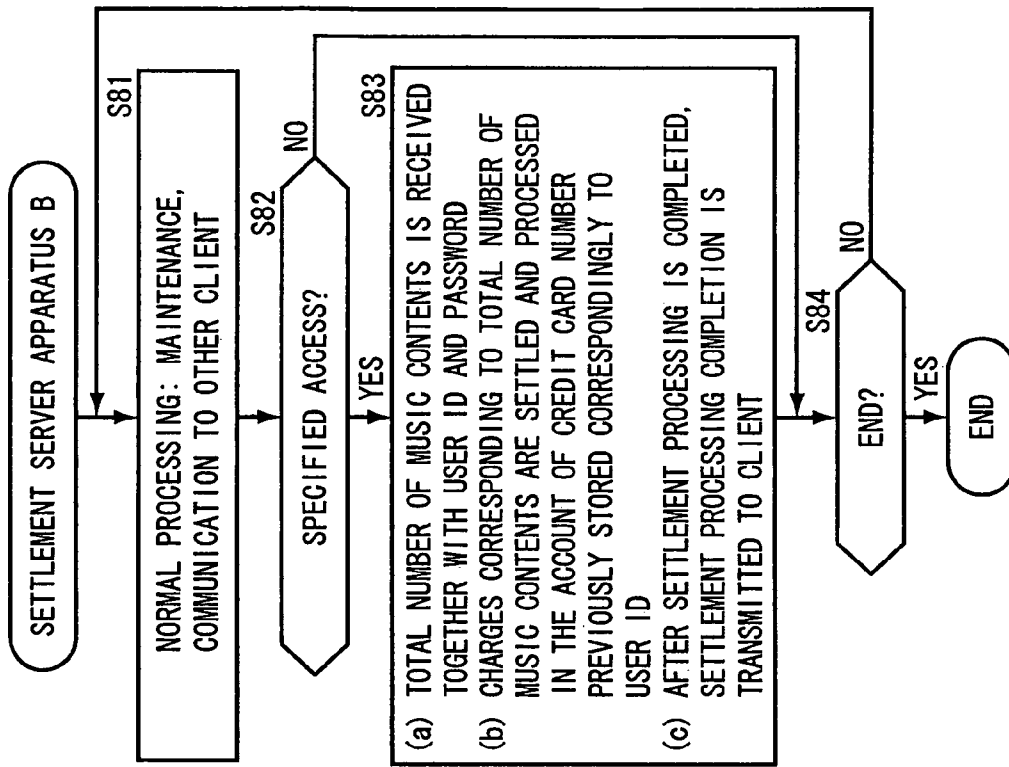 SETTLEMENT SERVER APPARATUS B
S81
NORMAL PROCESSING: MAINTENANCE,
COMMUNICATION TO OTHER CLIENT
S82
SPECIFIED ACCESS?
NO
YES
S83
(a) TOTAL NUMBER OF MUSIC CONTENTS IS RECEIVED
TOGETHER WITH USER ID AND PASSWORD
(b) CHARGES CORRESPONDING TO TOTAL NUMBER OF
MUSIC CONTENTS ARE SETTLED AND PROCESSED
IN THE ACCOUNT OF CREDIT CARD NUMBER
PREVIOUSLY STORED CORRESPONDINGLY TO
USER ID
(c) AFTER SETTLEMENT PROCESSING IS COMPLETED,
SETTLEMENT PROCESSING COMPLETION IS
TRANSMITTED TO CLIENT
S84
END?
NO
YES
END